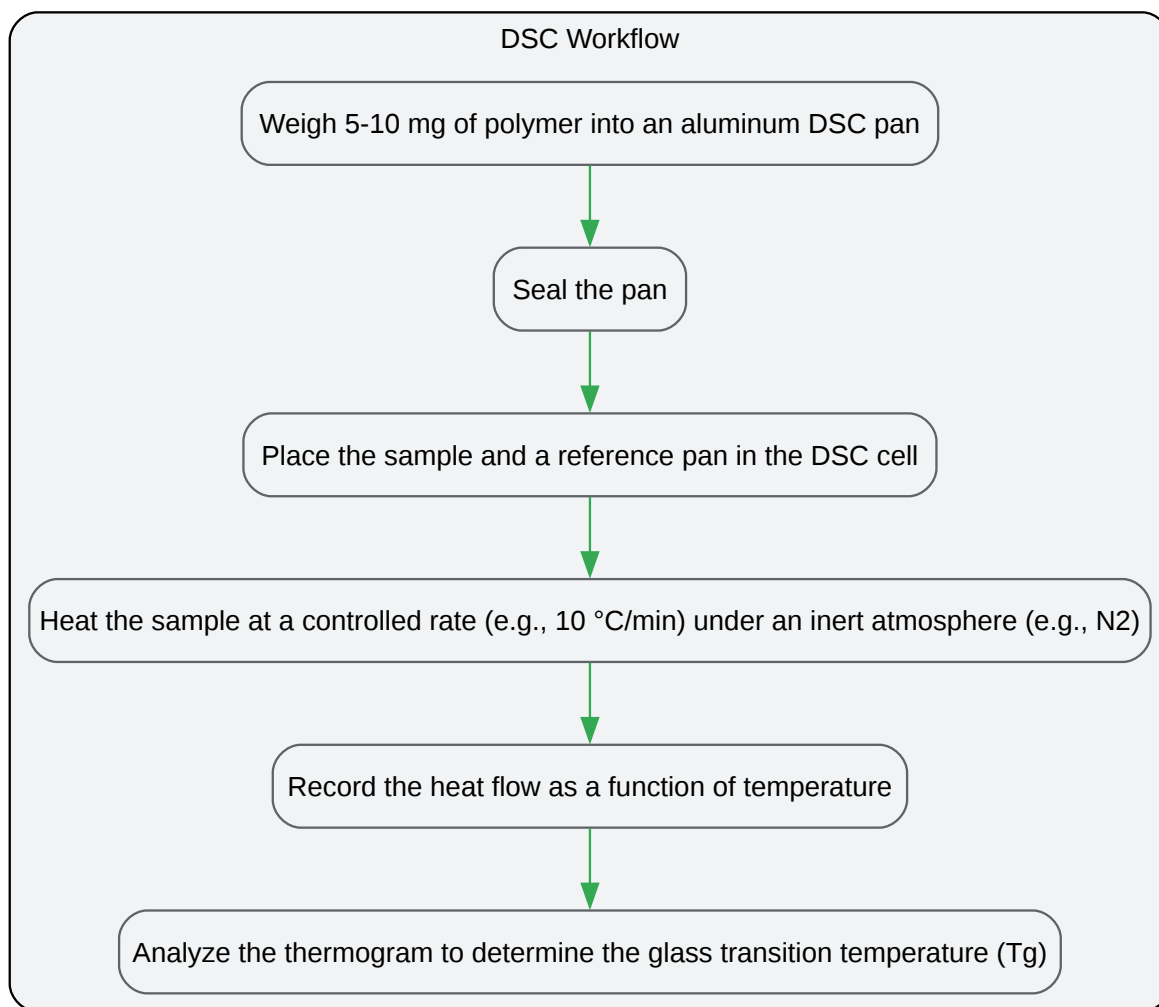 DSC Workflow
Weigh 5-10 mg of polymer into an aluminum DSC pan
Seal the pan
Place the sample and a reference pan in the DSC cell
Heat the sample at a controlled rate (e.g., 10 °C/min) under an inert atmosphere (e.g., N2)
Record the heat flow as a function of temperature
Analyze the thermogram to determine the glass transition temperature (Tg)